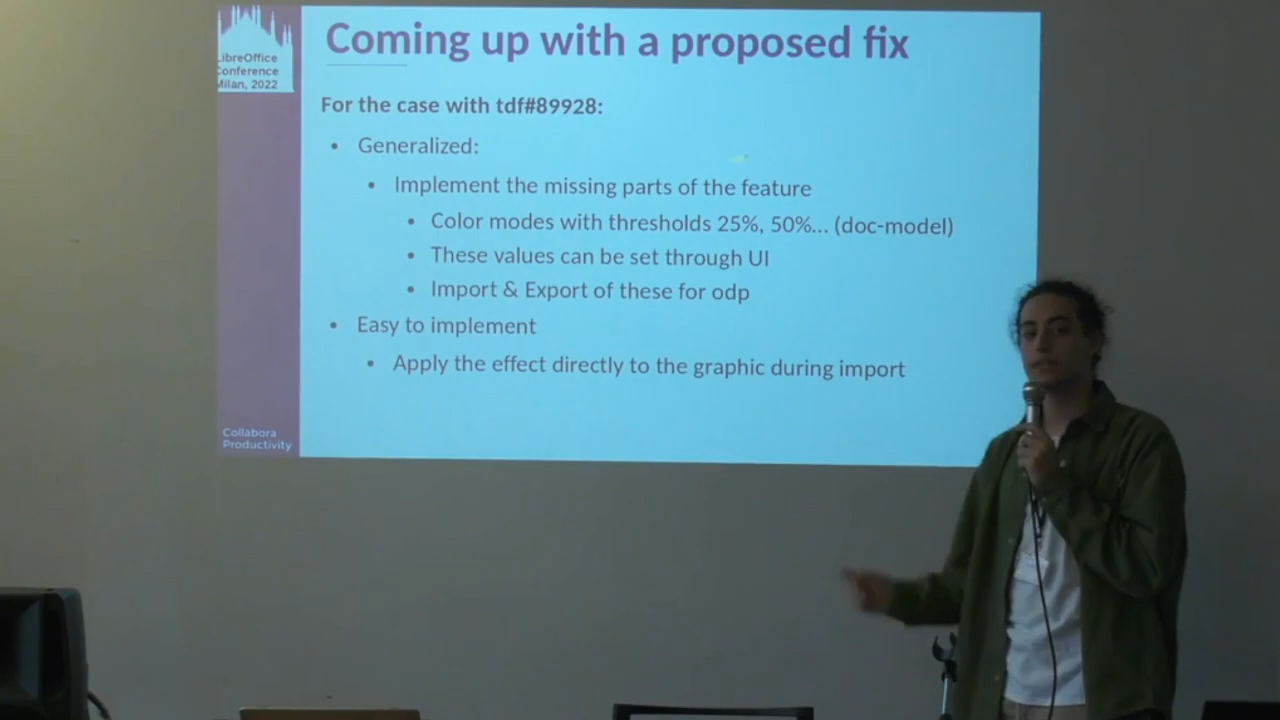 LibreOffice
Conference
Milan, 2022
Coming up with a proposed fix
For the case with tdf#89928:
• Generalized:
• Implement the missing parts of the feature
• Color modes with thresholds 25%, 50%... (doc-model)
• These values can be set through UI
• Import & Export of these for odp
• Easy to implement
• Apply the effect directly to the graphic during import
Collabora
Productivity